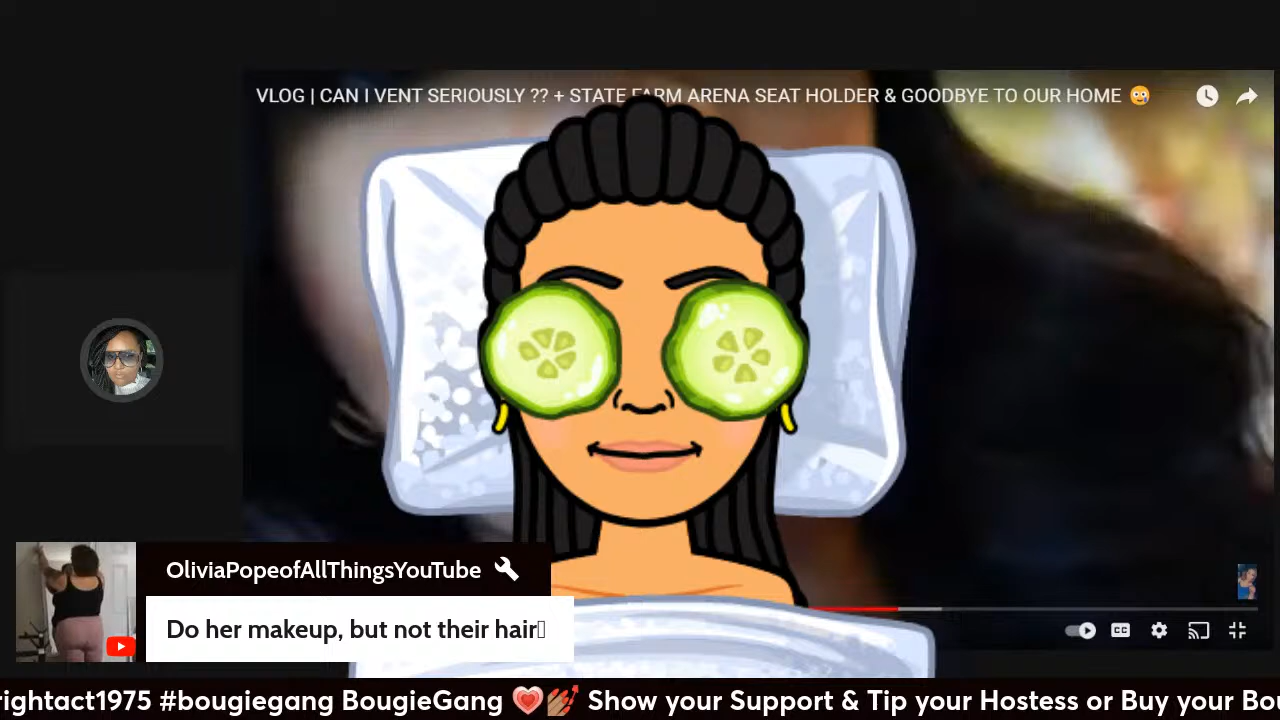 VLOG | CAN I VENT SERIOUSLY ?? + STATE FARM ARENA SEAT HOLDER & GOODBYE TO OUR HOME 🤕
OliviaPopeofAllThingsYouTube
Do her makeup, but not their hair
CC
rightact1975 #bougiegang BougieGang 💗💅🏾 Show your Support & Tip your Hostess or Buy your Bou